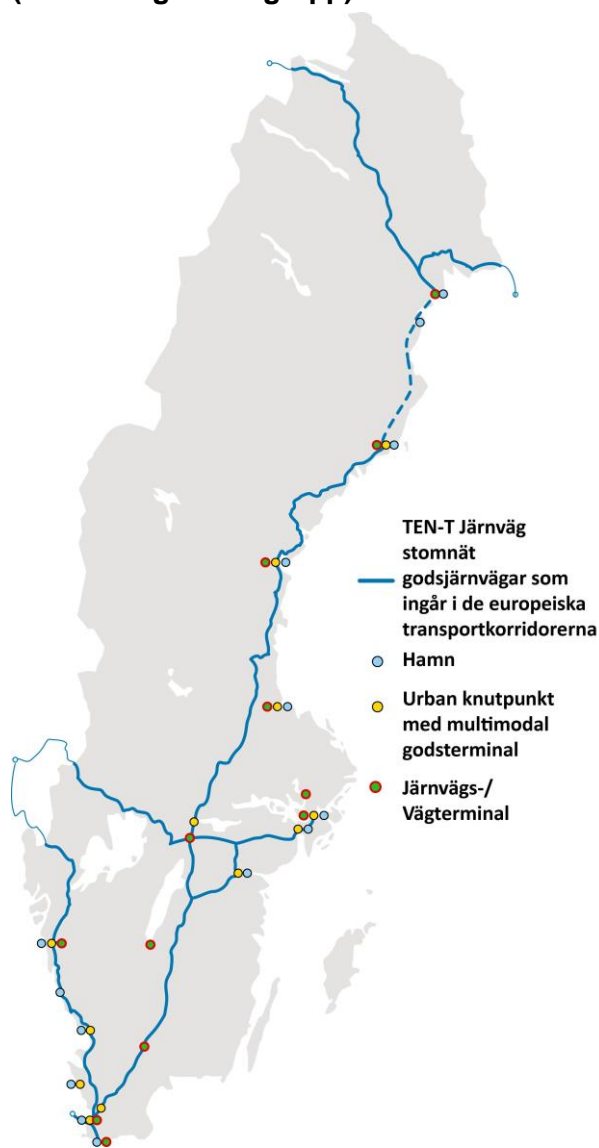 TEN-T Järnväg
stomnät
godsjärnvägar som
ingår i de europeiska
transportkorridorerna
Hamn
Urban knutpunkt
med multimodal
godsterminal
Järnvägs-/
Vägterminal